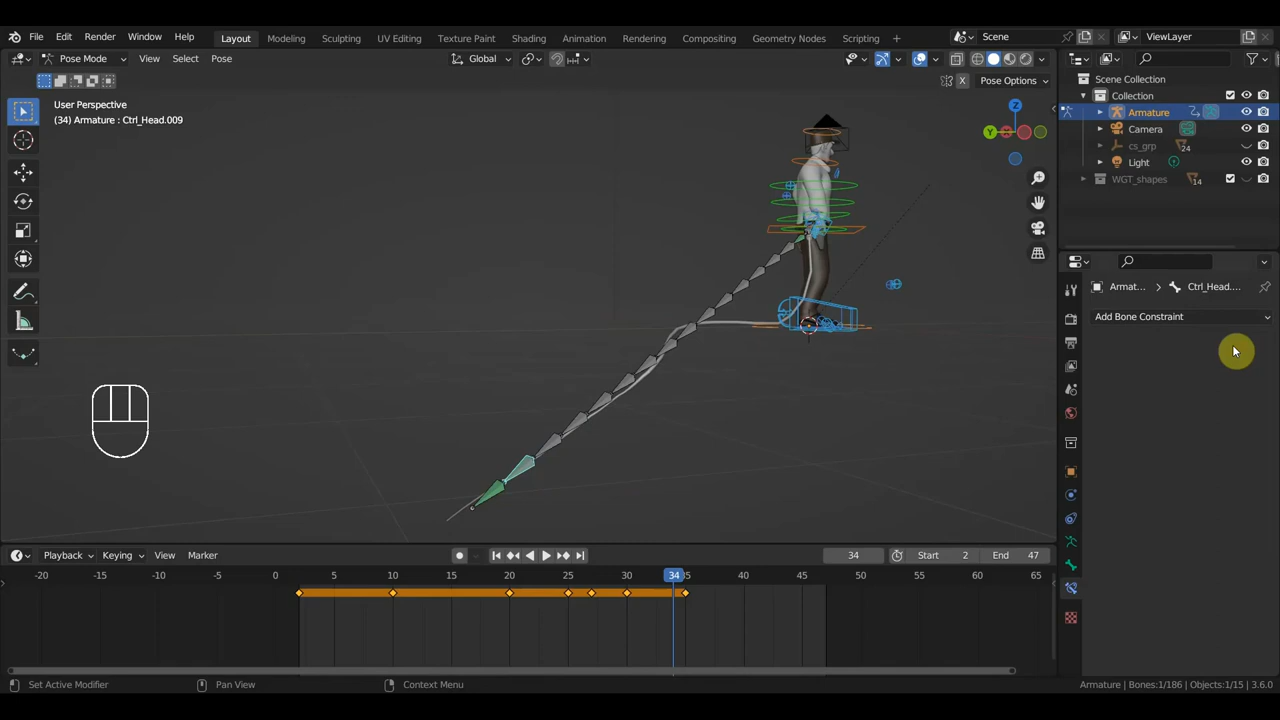 File Edit Render Window Help Layout Modeling Sculpting UV Editing Texture Paint Shading Animation Rendering Compositing Geometry Nodes Scripting + Scene ViewLayer
Pose Mode View Select Pose Global
X Pose Options
User Perspective
(34) Armature : Ctrl_Head.009
Z
Y
Scene Collection
Collection
Armature
Camera
cs_grp 24
Light
WGT_shapes 14
Armat... > Ctrl_Head....
Add Bone Constraint
Playback Keying View Marker 34 Start 2 End 47
-20 -15 -10 -5 0 5 10 15 20 25 30 34 35 40 45 50 55 60 65
Set Active Modifier Pan View Context Menu Armature | Bones:1/186 | Objects:1/15 | 3.6.0